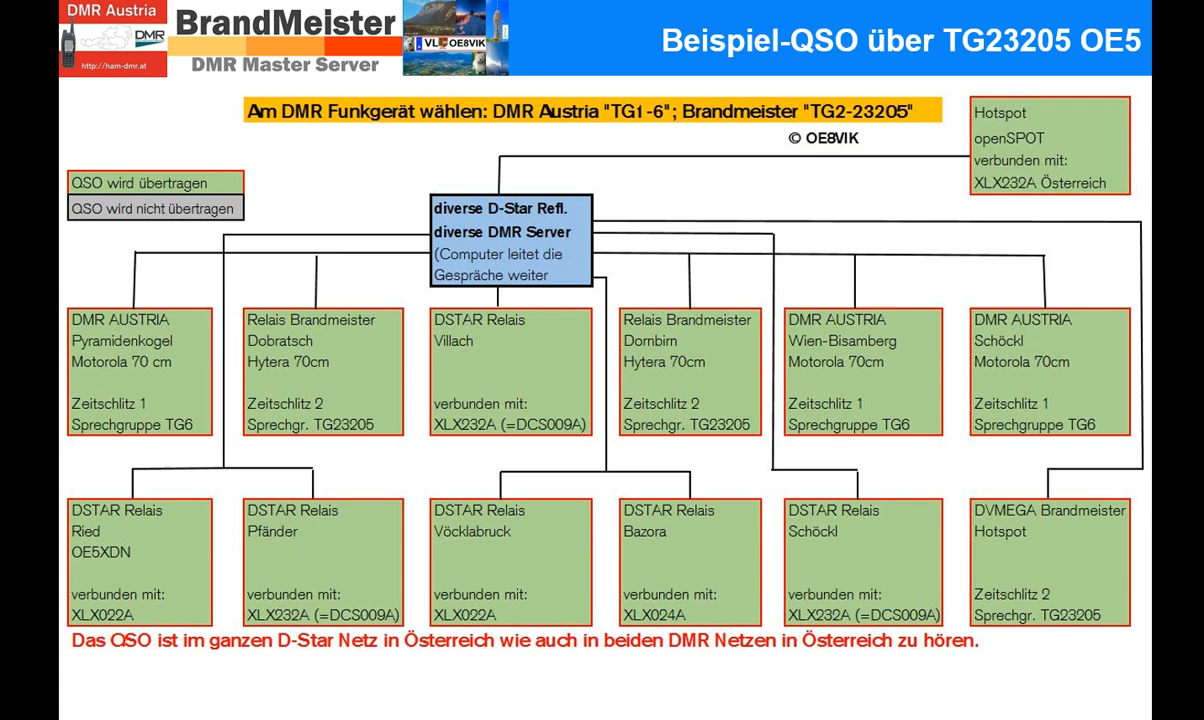 DMR Austria
DMR
http://ham-dmr.at
BrandMeister
DMR Master Server
VL OE8VIK
Beispiel-QSO über TG23205 OE5
Am DMR Funkgerät wählen: DMR Austria "TG1-6"; Brandmeister "TG2-23205"
© OE8VIK
Hotspot
openSPOT
verbunden mit:
XLX232A Österreich
QSO wird übertragen
QSO wird nicht übertragen
diverse D-Star Refl.
diverse DMR Server
(Computer leitet die
Gespräche weiter
DMR AUSTRIA
Pyramidenkogel
Motorola 70 cm
Zeitschlitz 1
Sprechgruppe TG6
Relais Brandmeister
Dobratsch
Hytera 70cm
Zeitschlitz 2
Sprechgr. TG23205
DSTAR Relais
Villach
verbunden mit:
XLX232A (=DCS009A)
Relais Brandmeister
Dornbirn
Hytera 70cm
Zeitschlitz 2
Sprechgr. TG23205
DMR AUSTRIA
Wien-Bisamberg
Motorola 70cm
Zeitschlitz 1
Sprechgruppe TG6
DMR AUSTRIA
Schöckl
Motorola 70cm
Zeitschlitz 1
Sprechgruppe TG6
DSTAR Relais
Ried
OE5XDN
verbunden mit:
XLX022A
DSTAR Relais
Pfänder
verbunden mit:
XLX232A (=DCS009A)
DSTAR Relais
Vöcklabruck
verbunden mit:
XLX022A
DSTAR Relais
Bazora
verbunden mit:
XLX024A
DSTAR Relais
Schöckl
verbunden mit:
XLX232A (=DCS009A)
DVMEGA Brandmeister
Hotspot
Zeitschlitz 2
Sprechgr. TG23205
Das QSO ist im ganzen D-Star Netz in Österreich wie auch in beiden DMR Netzen in Österreich zu hören.